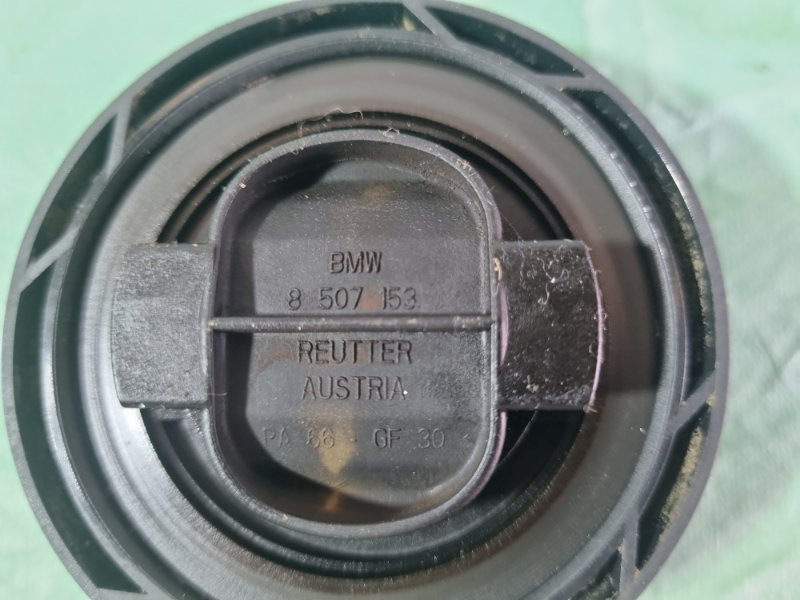 BMW
8 507 153
REUTTER
AUSTRIA
PA 66 - GF 30